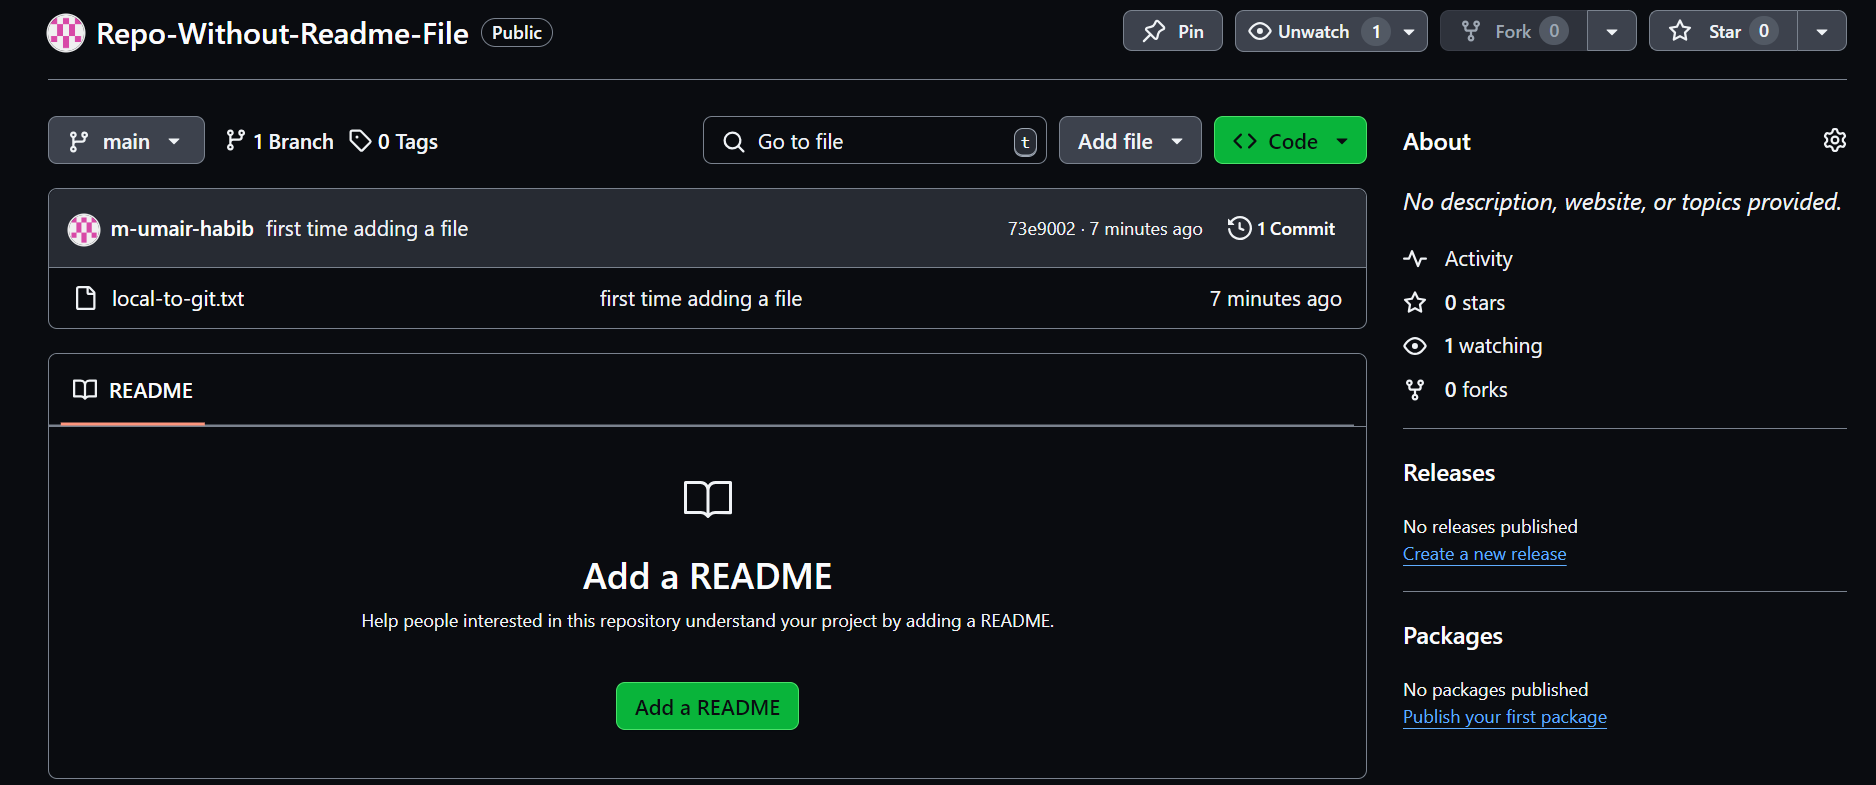 Repo-Without-Readme-File Public Pin Unwatch 1 Fork 0 Star 0
main 1 Branch 0 Tags Go to file t Add file Code
m-umair-habib first time adding a file 73e9002 · 7 minutes ago 1 Commit
local-to-git.txt first time adding a file 7 minutes ago
README
Add a README
Help people interested in this repository understand your project by adding a README.
Add a README
About
No description, website, or topics provided.
Activity
0 stars
1 watching
0 forks
Releases
No releases published
Create a new release
Packages
No packages published
Publish your first package